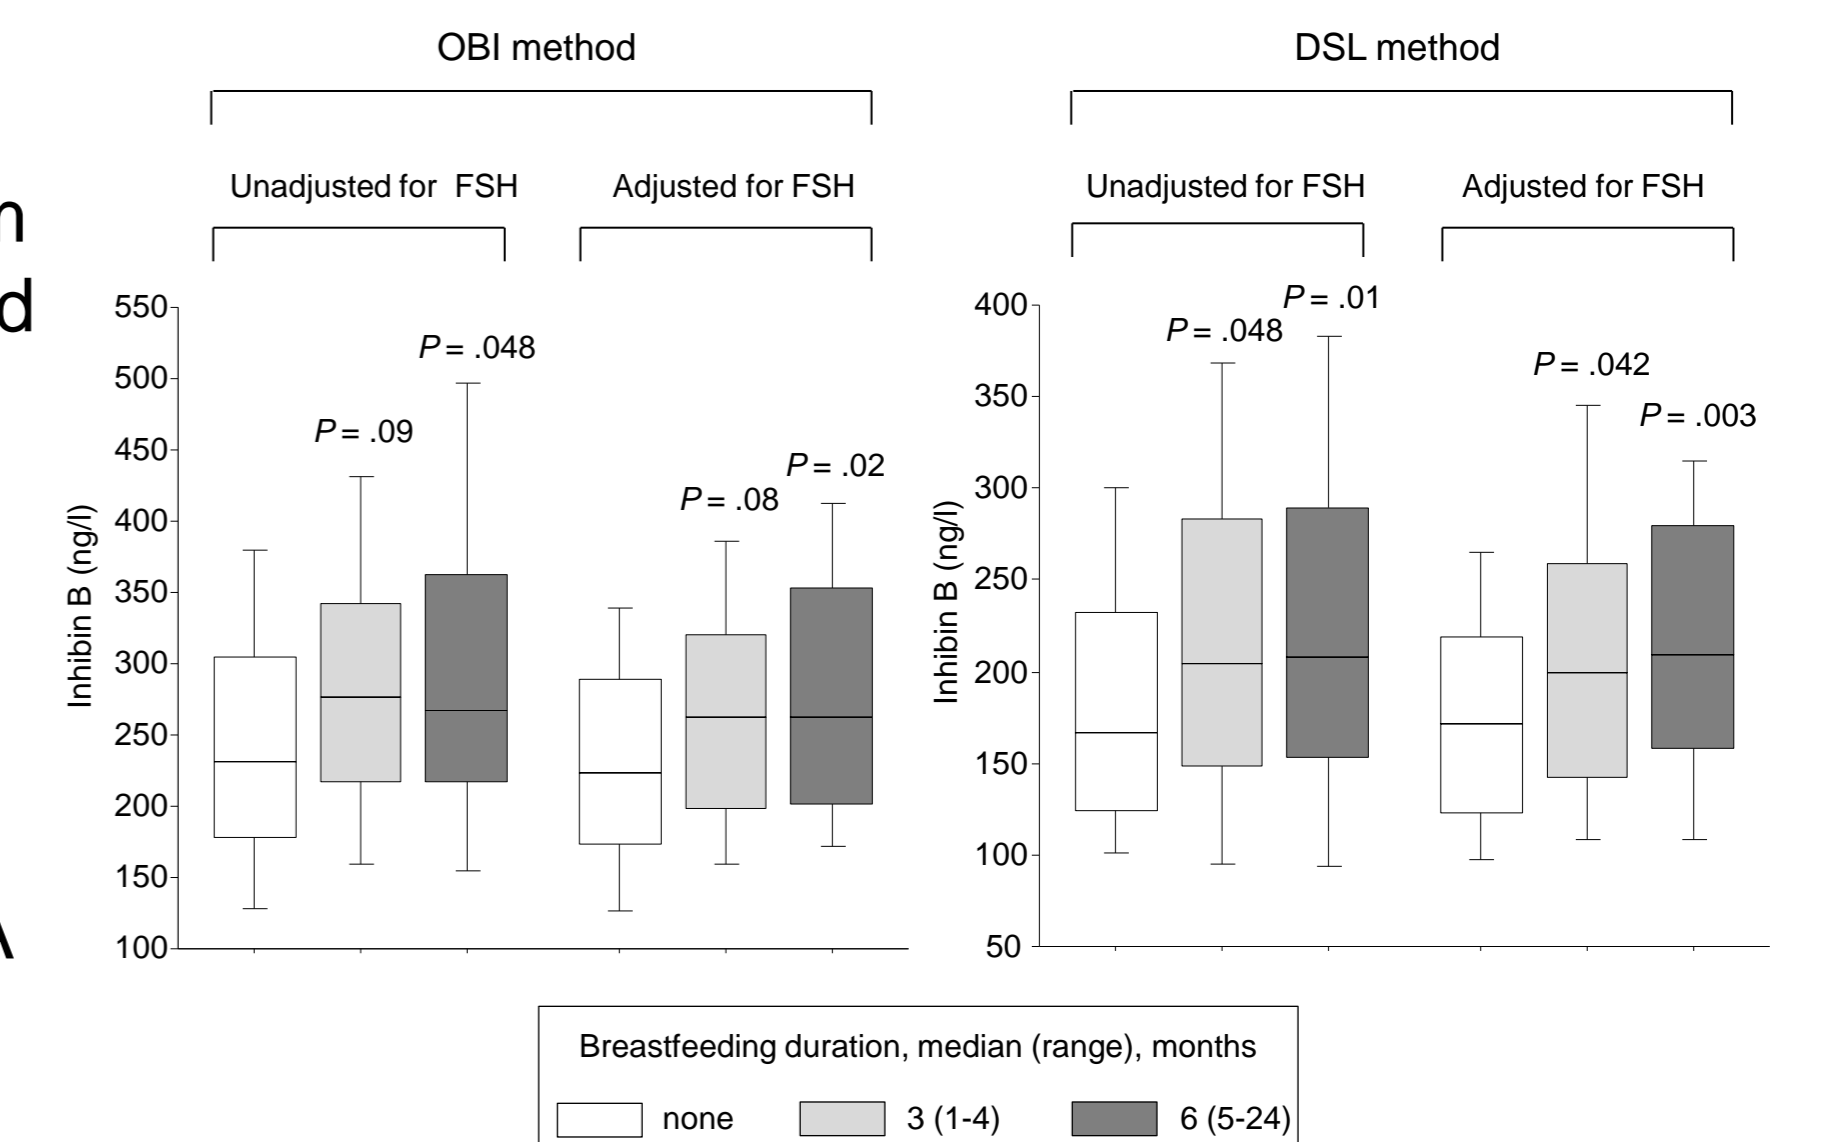 OBI method
DSL method
Unadjusted for FSH
Adjusted for FSH
Unadjusted for FSH
Adjusted for FSH
m
d
A
Inhibin B (ng/l)
550
500
450
400
350
300
250
200
150
100
P = .09
P = .048
P = .08
P = .02
Inhibin B (ng/l)
400
350
300
250
200
150
100
50
P = .048
P = .01
P = .042
P = .003
Breastfeeding duration, median (range), months
none 3 (1-4) 6 (5-24)